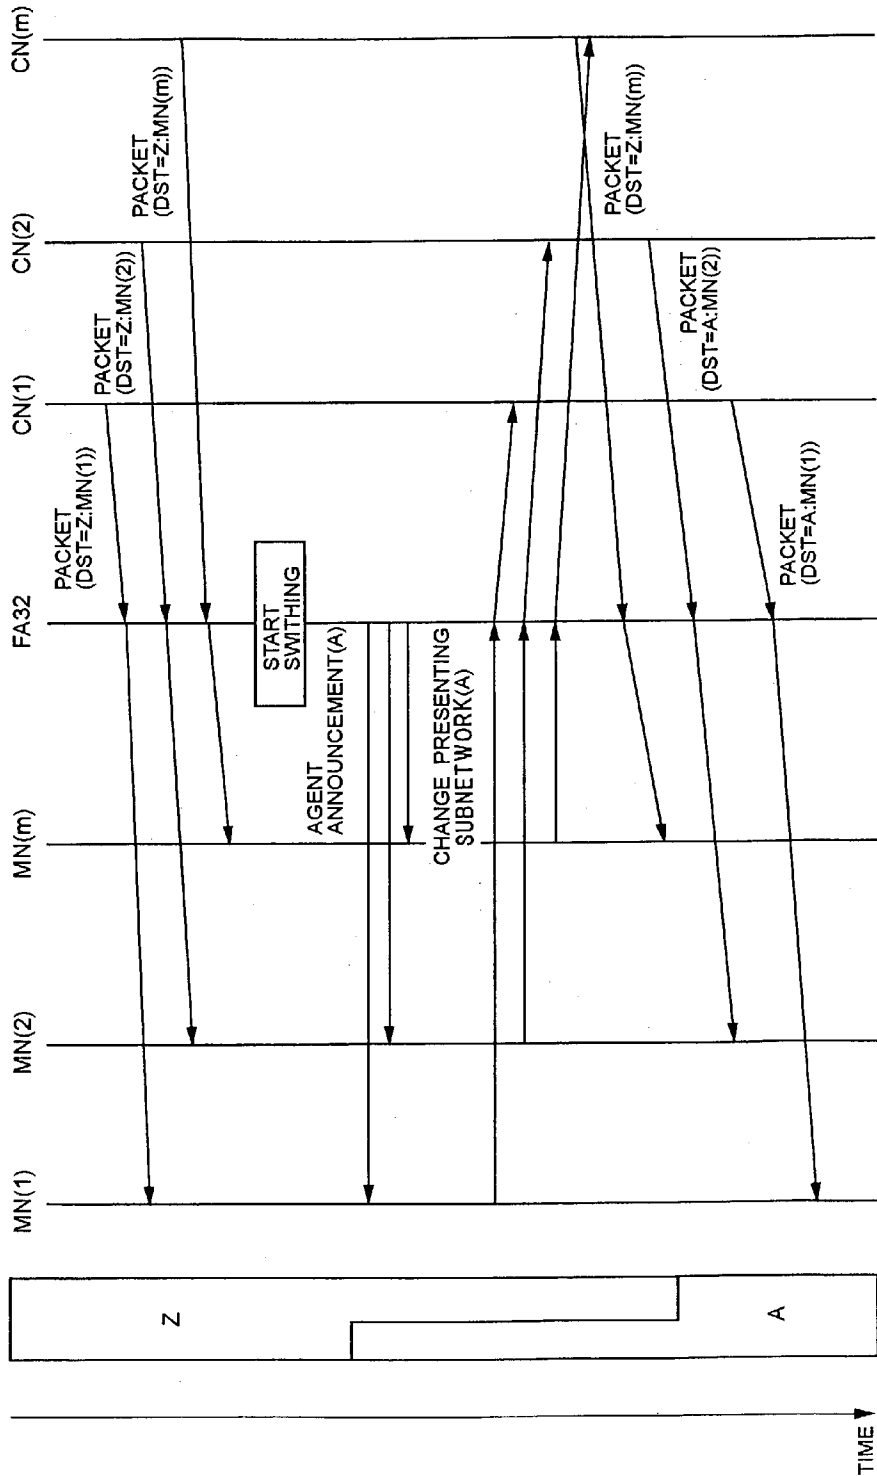 MN(1)
MN(2)
MN(m)
FA32
CN(1)
CN(2)
CN(m)
PACKET
(DST=Z:MN(1))
PACKET
(DST=Z:MN(2))
PACKET
(DST=Z:MN(m))
Z
START
SWITHING
AGENT
ANNOUNCEMENT(A)
CHANGE PRESENTING
SUBNETWORK(A)
PACKET
(DST=Z:MN(m))
PACKET
(DST=A:MN(2))
PACKET
(DST=A:MN(1))
A
TIME